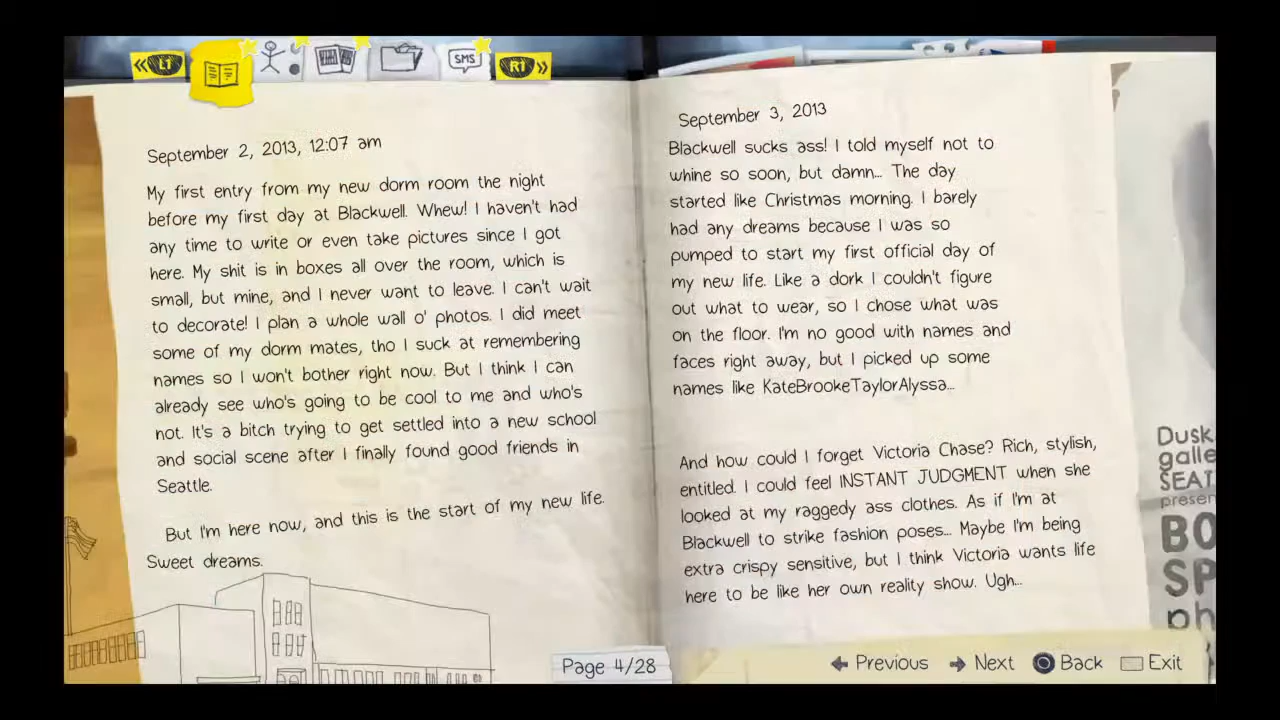 LT
SMS
RT
September 2, 2013, 12:07 am
My first entry from my new dorm room the night
before my first day at Blackwell. Whew! I haven't had
any time to write or even take pictures since I got
here. My shit is in boxes all over the room, which is
small, but mine, and I never want to leave. I can't wait
to decorate! I plan a whole wall o' photos. I did meet
some of my dorm mates, tho I suck at remembering
names so I won't bother right now. But I think I can
already see who's going to be cool to me and who's
not. It's a bitch trying to get settled into a new school
and social scene after I finally found good friends in
Seattle.
But I'm here now, and this is the start of my new life.
Sweet dreams.
September 3, 2013
Blackwell sucks ass! I told myself not to
whine so soon, but damn... The day
started like Christmas morning. I barely
had any dreams because I was so
pumped to start my first official day of
my new life. Like a dork I couldn't figure
out what to wear, so I chose what was
on the floor. I'm no good with names and
faces right away, but I picked up some
names like KateBrookeTaylorAlyssa...
And how could I forget Victoria Chase? Rich, stylish,
entitled. I could feel INSTANT JUDGMENT when she
looked at my raggedy ass clothes. As if I'm at
Blackwell to strike fashion poses... Maybe I'm being
extra crispy sensitive, but I think Victoria wants life
here to be like her own reality show. Ugh...
Dusk
galle
SEAT
presen
BO
SP
ph
Page 4/28
Previous Next Back Exit